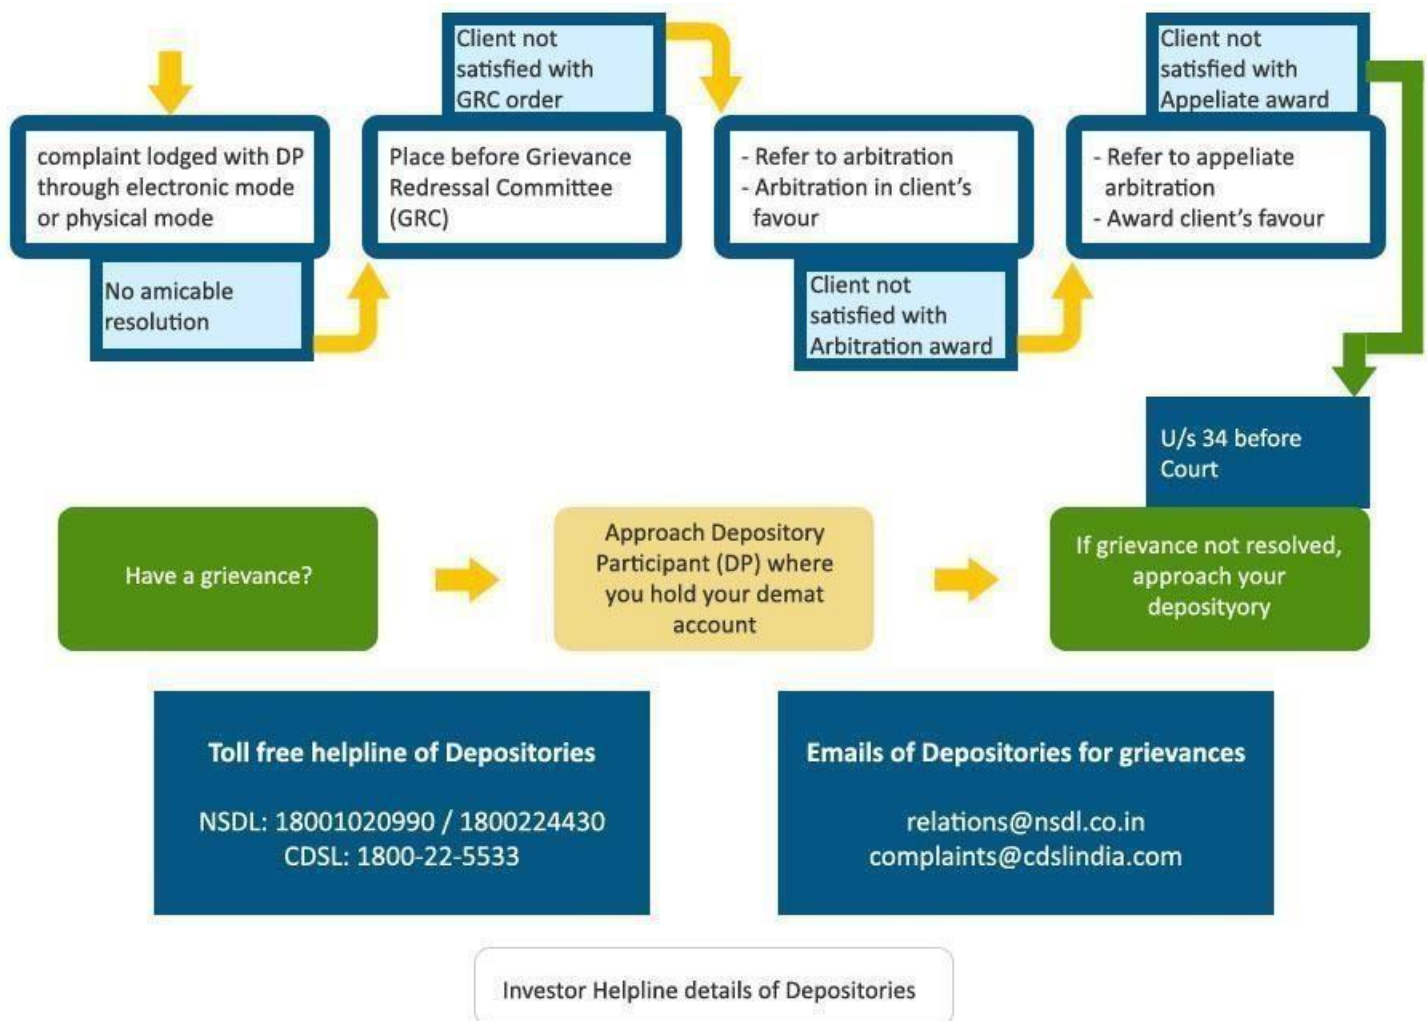 Client not
satisfied with
GRC order
Client not
satisfied with
Appeliate award
complaint lodged with DP
through electronic mode
or physical mode
Place before Grievance
Redressal Committee
(GRC)
- Refer to arbitration
- Arbitration in client's
favour
- Refer to appeliate
arbitration
- Award client's favour
No amicable
resolution
Client not
satisfied with
Arbitration award
U/s 34 before
Court
Have a grievance?
Approach Depository
Participant (DP) where
you hold your demat
account
If grievance not resolved,
approach your
deposityory
Toll free helpline of Depositories
NSDL: 18001020990 / 1800224430
CDSL: 1800-22-5533
Emails of Depositories for grievances
relations@nsdl.co.in
complaints@cdslindia.com
Investor Helpline details of Depositories